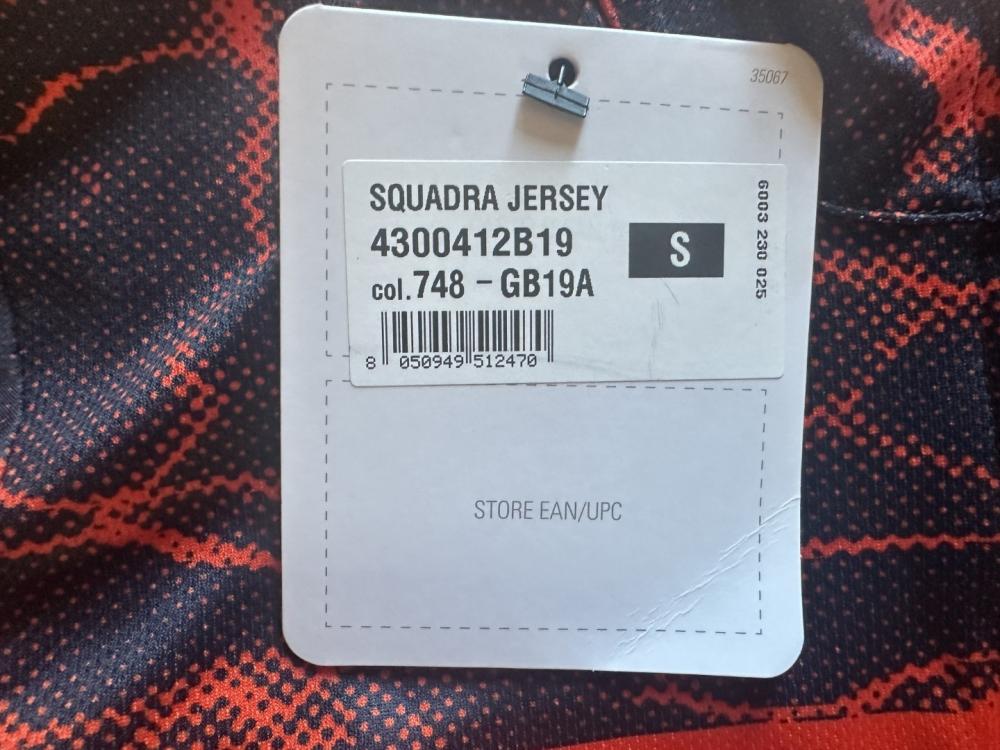 35067
SQUADRA JERSEY
4300412B19
col.748 - GB19A
S
6003 230 025
8 050949 512470
STORE EAN/UPC